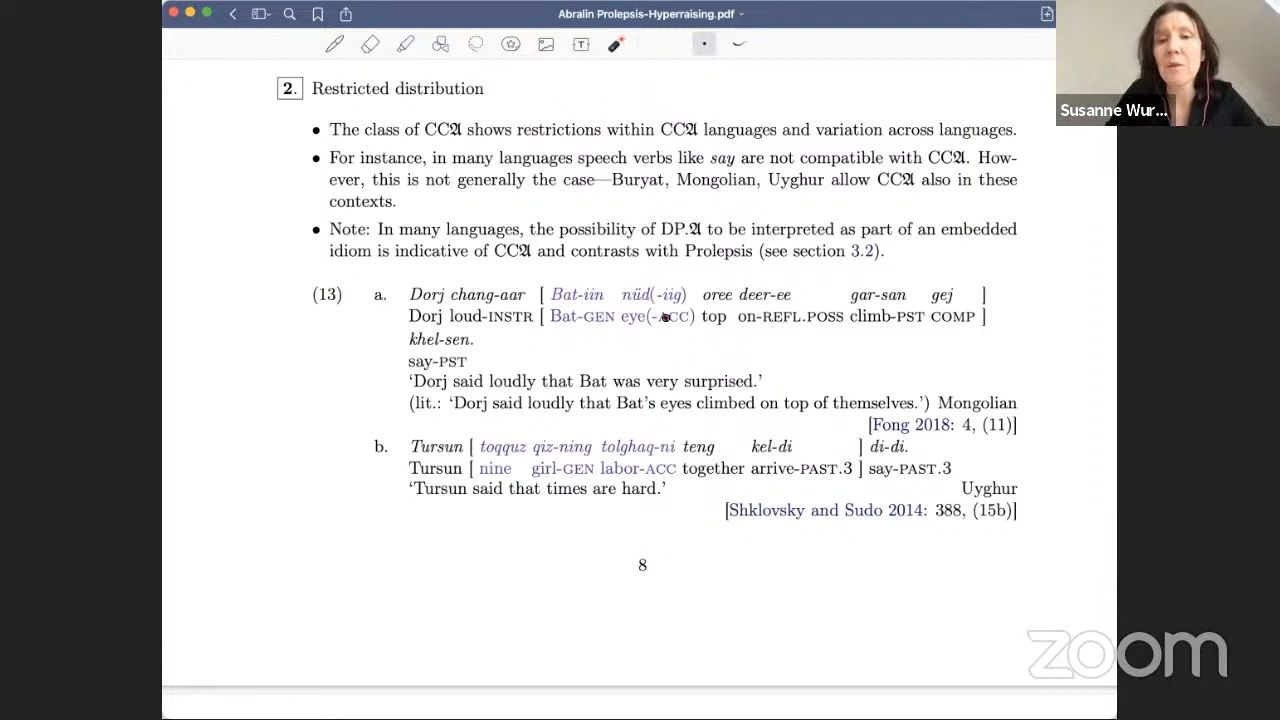 Abralin Prolepsis-Hyperraising.pdf
Susanne Wur...
2. Restricted distribution
• The class of CC𝕬 shows restrictions within CC𝕬 languages and variation across languages.
• For instance, in many languages speech verbs like say are not compatible with CC𝕬. How-
ever, this is not generally the case—Buryat, Mongolian, Uyghur allow CC𝕬 also in these
contexts.
• Note: In many languages, the possibility of DP.𝕬 to be interpreted as part of an embedded
idiom is indicative of CC𝕬 and contrasts with Prolepsis (see section 3.2).
(13) a. Dorj chang-aar [ Bat-iin nüd(-iig) oree deer-ee gar-san gej ]
Dorj loud-INSTR [ Bat-GEN eye(-ACC) top on-REFL.POSS climb-PST COMP ]
khel-sen.
say-PST
‘Dorj said loudly that Bat was very surprised.’
(lit.: ‘Dorj said loudly that Bat’s eyes climbed on top of themselves.’) Mongolian
[Fong 2018: 4, (11)]
b. Tursun [ toqquz qiz-ning tolghaq-ni teng kel-di ] di-di.
Tursun [ nine girl-GEN labor-ACC together arrive-PAST.3 ] say-PAST.3
‘Tursun said that times are hard.’ Uyghur
[Shklovsky and Sudo 2014: 388, (15b)]
8
zoom